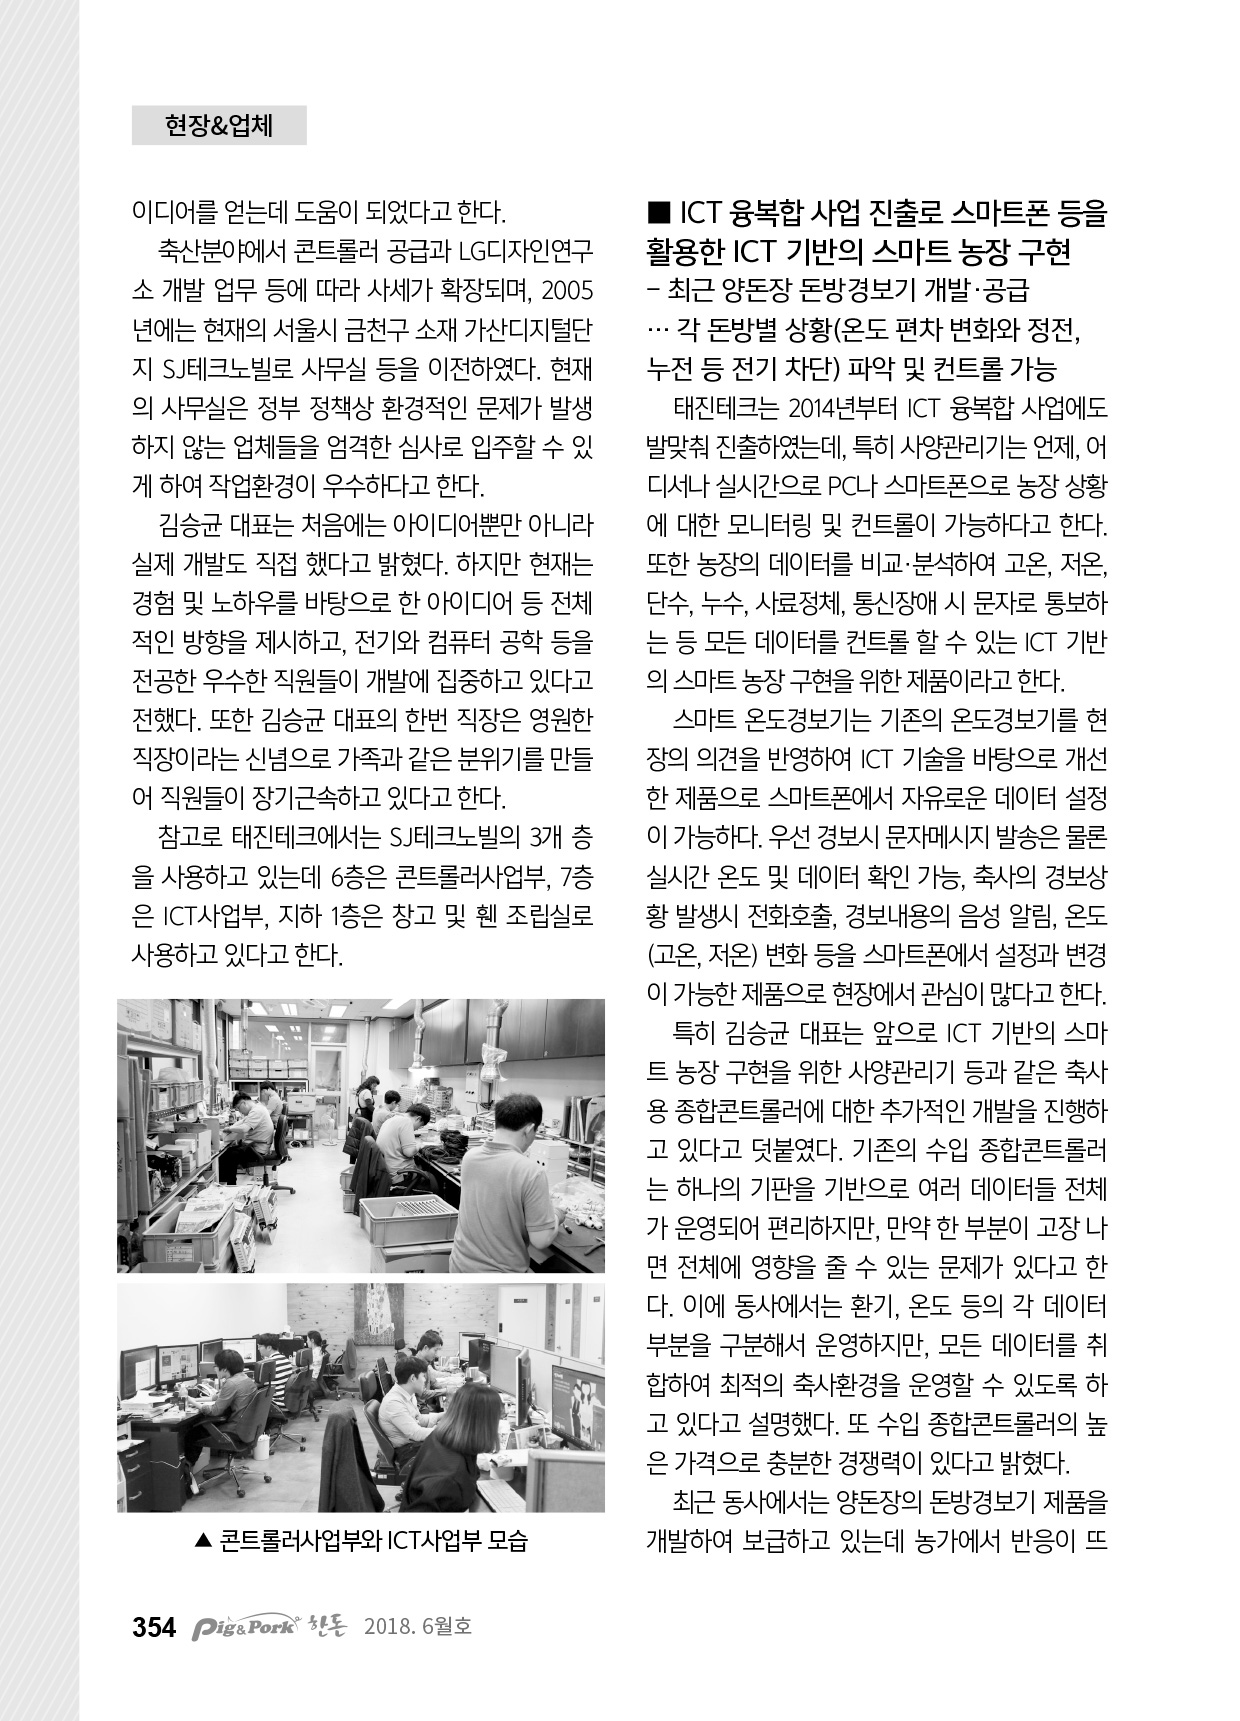 현장&업체
이디어를 얻는데 도움이 되었다고 한다.
축산분야에서 콘트롤러 공급과 LG디자인연구
소 개발 업무 등에 따라 사세가 확장되며, 2005
년에는 현재의 서울시 금천구 소재 가산디지털단
지 SJ테크노빌로 사무실 등을 이전하였다. 현재
의 사무실은 정부 정책상 환경적인 문제가 발생
하지 않는 업체들을 엄격한 심사로 입주할 수 있
게 하여 작업환경이 우수하다고 한다.
김승균 대표는 처음에는 아이디어뿐만 아니라
실제 개발도 직접 했다고 밝혔다. 하지만 현재는
경험 및 노하우를 바탕으로 한 아이디어 등 전체
적인 방향을 제시하고, 전기와 컴퓨터 공학 등을
전공한 우수한 직원들이 개발에 집중하고 있다고
전했다. 또한 김승균 대표의 한번 직장은 영원한
직장이라는 신념으로 가족과 같은 분위기를 만들
어 직원들이 장기근속하고 있다고 한다.
참고로 태진테크에서는 SJ테크노빌의 3개 층
을 사용하고 있는데 6층은 콘트롤러사업부, 7층
은 ICT사업부, 지하 1층은 창고 및 휀 조립실로
사용하고 있다고 한다.
▲ 콘트롤러사업부와 ICT사업부 모습
■ ICT 융복합 사업 진출로 스마트폰 등을
활용한 ICT 기반의 스마트 농장 구현
- 최근 양돈장 돈방경보기 개발·공급
… 각 돈방별 상황(온도 편차 변화와 정전,
누전 등 전기 차단) 파악 및 컨트롤 가능
태진테크는 2014년부터 ICT 융복합 사업에도
발맞춰 진출하였는데, 특히 사양관리기는 언제, 어
디서나 실시간으로 PC나 스마트폰으로 농장 상황
에 대한 모니터링 및 컨트롤이 가능하다고 한다.
또한 농장의 데이터를 비교·분석하여 고온, 저온,
단수, 누수, 사료정체, 통신장애 시 문자로 통보하
는 등 모든 데이터를 컨트롤 할 수 있는 ICT 기반
의 스마트 농장 구현을 위한 제품이라고 한다.
스마트 온도경보기는 기존의 온도경보기를 현
장의 의견을 반영하여 ICT 기술을 바탕으로 개선
한 제품으로 스마트폰에서 자유로운 데이터 설정
이 가능하다. 우선 경보시 문자메시지 발송은 물론
실시간 온도 및 데이터 확인 가능, 축사의 경보상
황 발생시 전화호출, 경보내용의 음성 알림, 온도
(고온, 저온) 변화 등을 스마트폰에서 설정과 변경
이 가능한 제품으로 현장에서 관심이 많다고 한다.
특히 김승균 대표는 앞으로 ICT 기반의 스마
트 농장 구현을 위한 사양관리기 등과 같은 축사
용 종합콘트롤러에 대한 추가적인 개발을 진행하
고 있다고 덧붙였다. 기존의 수입 종합콘트롤러
는 하나의 기판을 기반으로 여러 데이터들 전체
가 운영되어 편리하지만, 만약 한 부분이 고장 나
면 전체에 영향을 줄 수 있는 문제가 있다고 한
다. 이에 동사에서는 환기, 온도 등의 각 데이터
부분을 구분해서 운영하지만, 모든 데이터를 취
합하여 최적의 축사환경을 운영할 수 있도록 하
고 있다고 설명했다. 또 수입 종합콘트롤러의 높
은 가격으로 충분한 경쟁력이 있다고 밝혔다.
최근 동사에서는 양돈장의 돈방경보기 제품을
개발하여 보급하고 있는데 농가에서 반응이 뜨
354 Pig&Pork 한돈 2018. 6월호